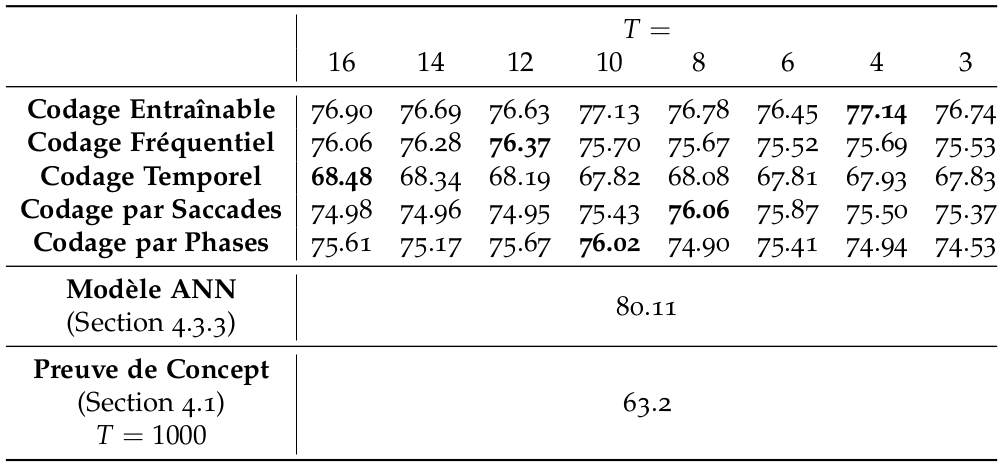 T =
16 14 12 10 8 6 4 3
Codage Entraînable 76.90 76.69 76.63 77.13 76.78 76.45 77.14 76.74
Codage Fréquentiel 76.06 76.28 76.37 75.70 75.67 75.52 75.69 75.53
Codage Temporel 68.48 68.34 68.19 67.82 68.08 67.81 67.93 67.83
Codage par Saccades 74.98 74.96 74.95 75.43 76.06 75.87 75.50 75.37
Codage par Phases 75.61 75.17 75.67 76.02 74.90 75.41 74.94 74.53
Modèle ANN
(Section 4.3.3)
80.11
Preuve de Concept
(Section 4.1)
T = 1000
63.2